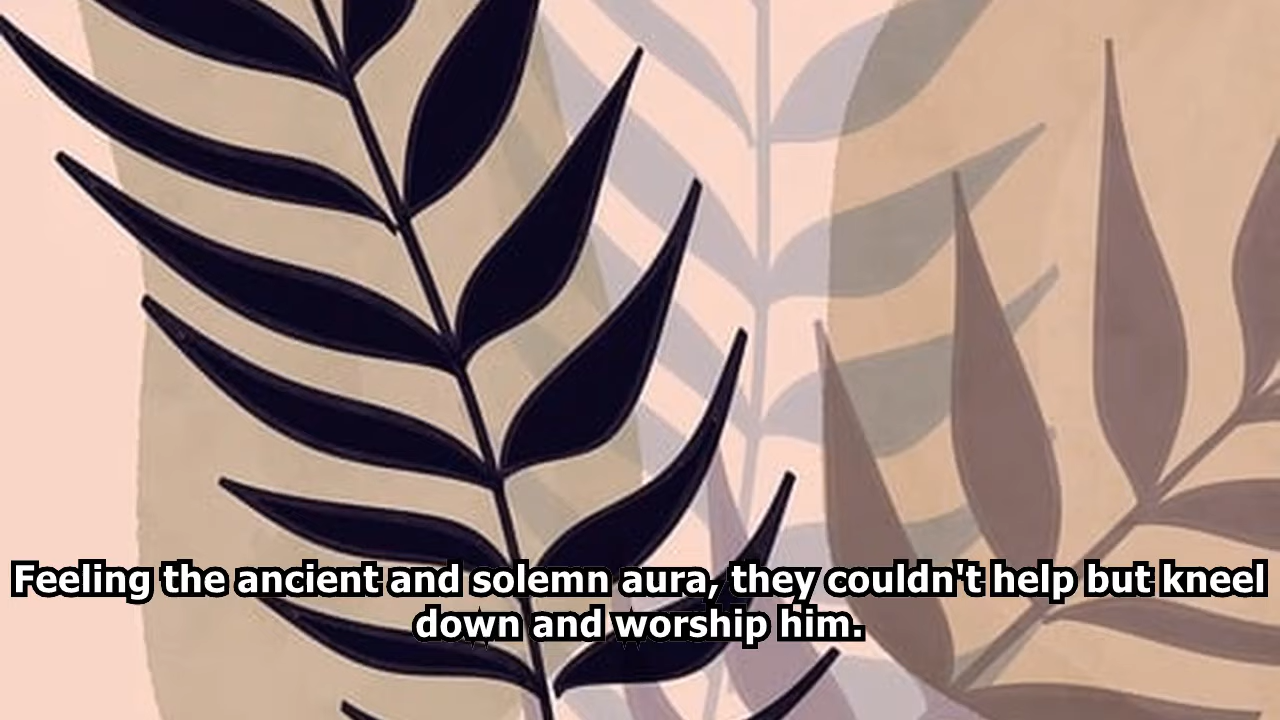 Feeling the ancient and solemn aura, they couldn't help but kneel
down and worship him.